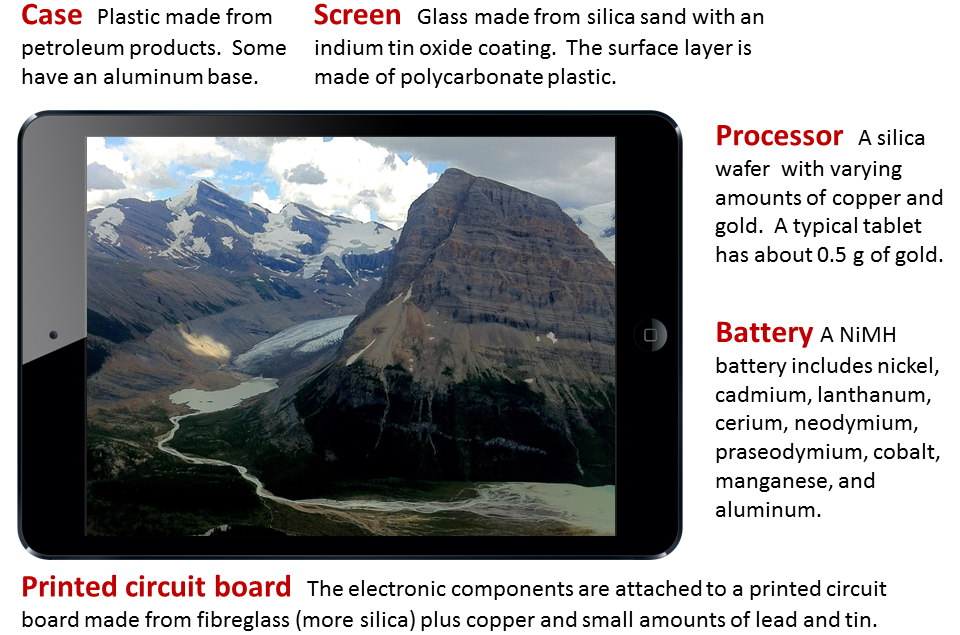 Case Plastic made from
petroleum products. Some
have an aluminum base.
Screen Glass made from silica sand with an
indium tin oxide coating. The surface layer is
made of polycarbonate plastic.
Processor A silica
wafer with varying
amounts of copper and
gold. A typical tablet
has about 0.5 g of gold.
Battery A NiMH
battery includes nickel,
cadmium, lanthanum,
cerium, neodymium,
praseodymium, cobalt,
manganese, and
aluminum.
Printed circuit board The electronic components are attached to a printed circuit
board made from fibreglass (more silica) plus copper and small amounts of lead and tin.